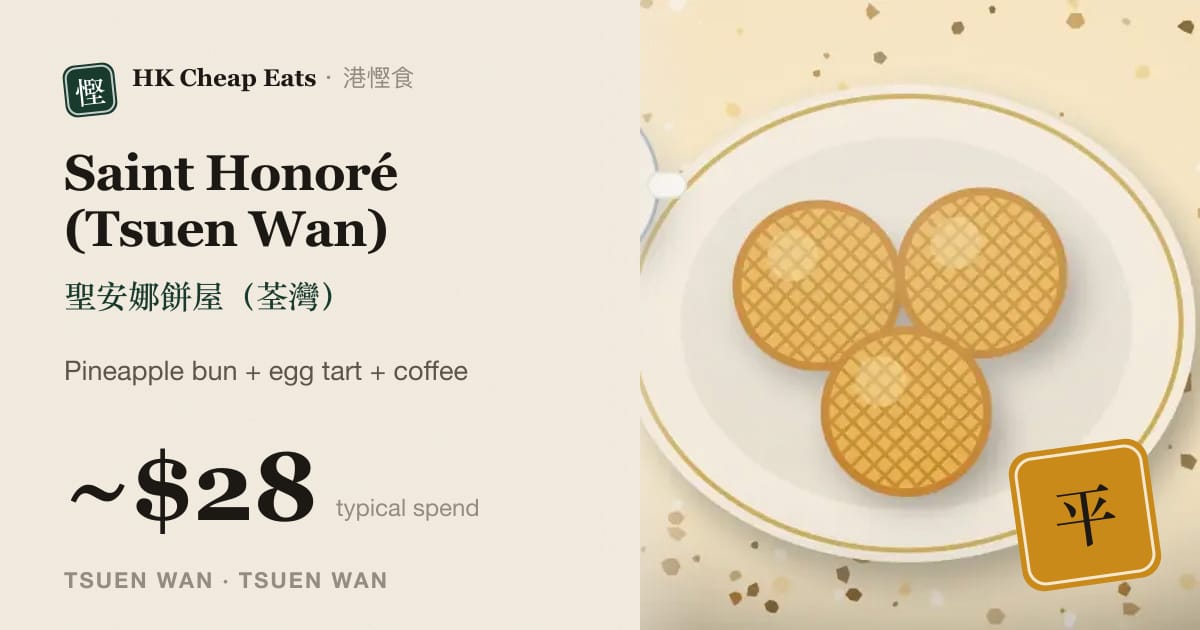 慳
HK Cheap Eats · 港慳食
Saint Honoré
(Tsuen Wan)
聖安娜餅屋（荃灣）
Pineapple bun + egg tart + coffee
~$28 typical spend
TSUEN WAN · TSUEN WAN
平